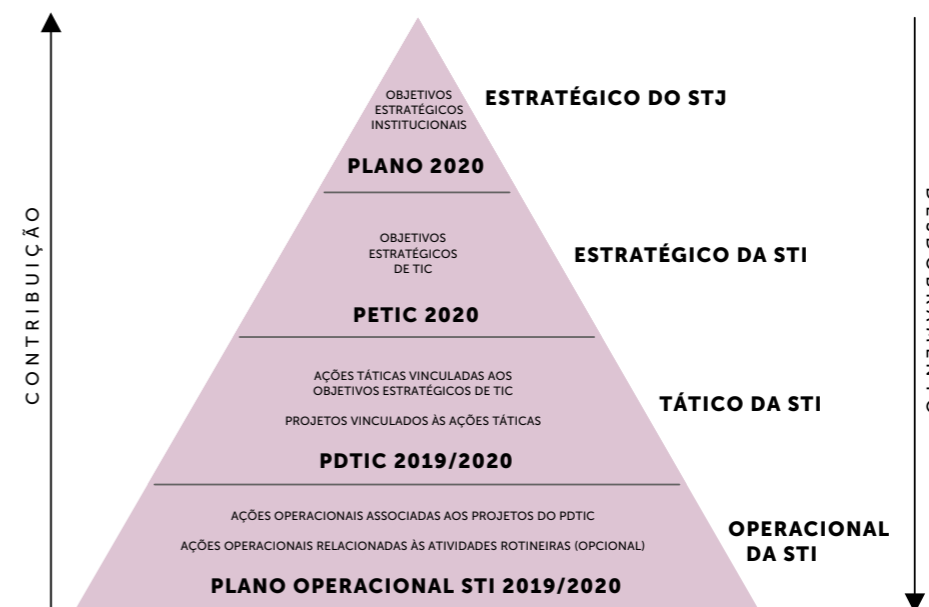 OBJETIVOS
ESTRATÉGICOS
INSTITUCIONAIS
ESTRATÉGICO DO STJ
PLANO 2020
CONTRIBUIÇÃO
OBJETIVOS
ESTRATÉGICOS
DE TIC
ESTRATÉGICO DA STI
PETIC 2020
AÇÕES TÁTICAS VINCULADAS AOS
OBJETIVOS ESTRATÉGICOS DE TIC
PROJETOS VINCULADOS ÀS AÇÕES TÁTICAS
TÁTICO DA STI
PDTIC 2019/2020
AÇÕES OPERACIONAIS ASSOCIADAS AOS PROJETOS DO PDTIC
AÇÕES OPERACIONAIS RELACIONADAS ÀS ATIVIDADES ROTINEIRAS (OPCIONAL)
OPERACIONAL
DA STI
PLANO OPERACIONAL STI 2019/2020